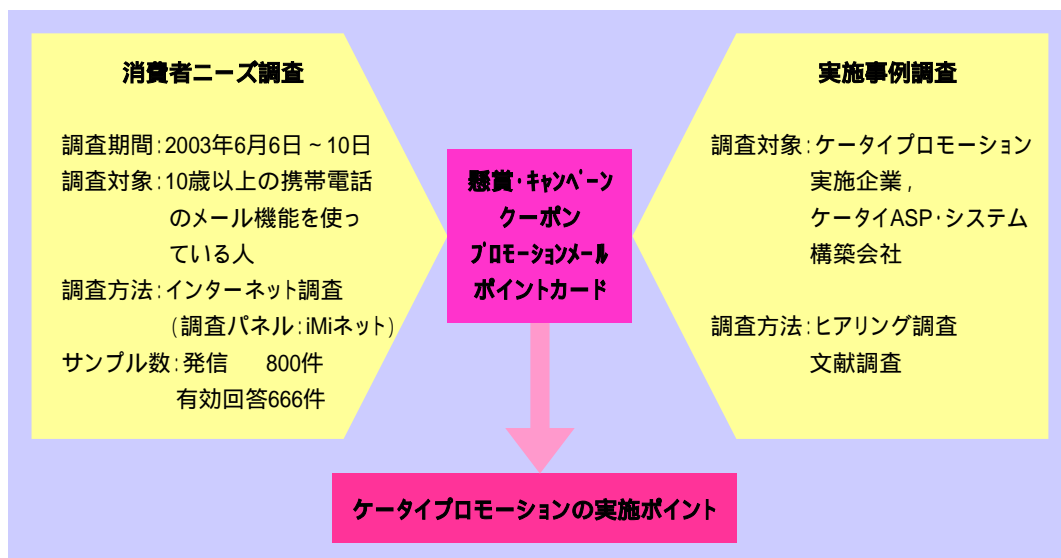 消費者ニーズ調査
調査期間:2003年6月6日~10日
調査対象:10歳以上の携帯電話
のメール機能を使っ
ている人
調査方法:インターネット調査
(調査パネル:iMiネット)
サンプル数:発信 800件
有効回答666件
懸賞・キャンペーン
クーポン
プロモーションメール
ポイントカード
実施事例調査
調査対象:ケータイプロモーション
実施企業,
ケータイASP・システム
構築会社
調査方法:ヒアリング調査
文献調査
ケータイプロモーションの実施ポイント